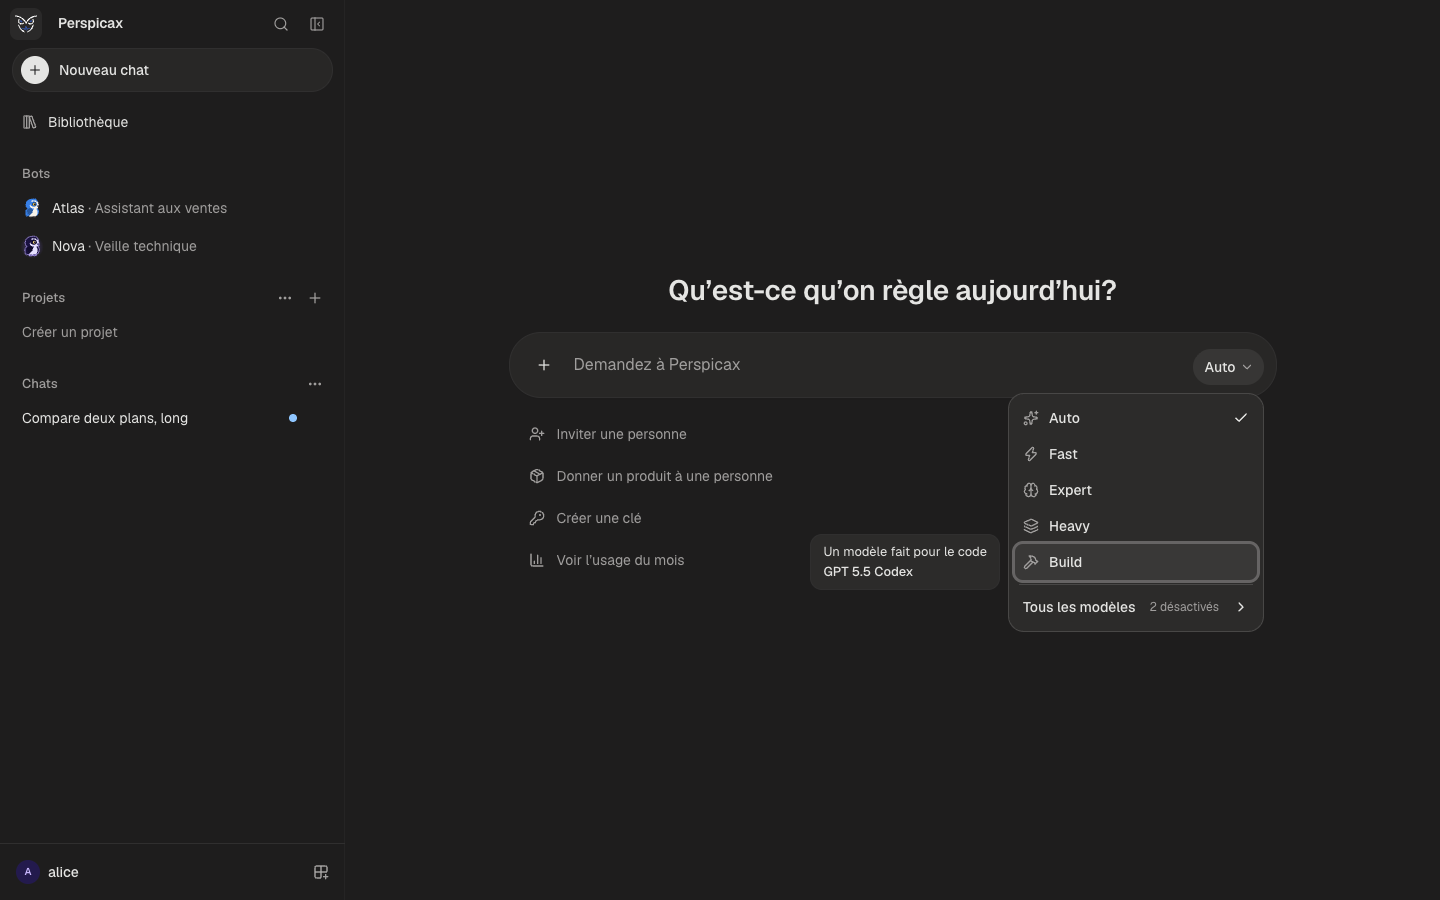 Perspicax
Nouveau chat
Bibliothèque
Bots
Atlas · Assistant aux ventes
Nova · Veille technique
Projets
Créer un projet
Chats
Compare deux plans, long
A
alice
Qu’est-ce qu’on règle aujourd’hui?
Demandez à Perspicax
Auto
Inviter une personne
Donner un produit à une personne
Créer une clé
Voir l’usage du mois
Un modèle fait pour le code
GPT 5.5 Codex
Auto
Fast
Expert
Heavy
Build
Tous les modèles 2 désactivés